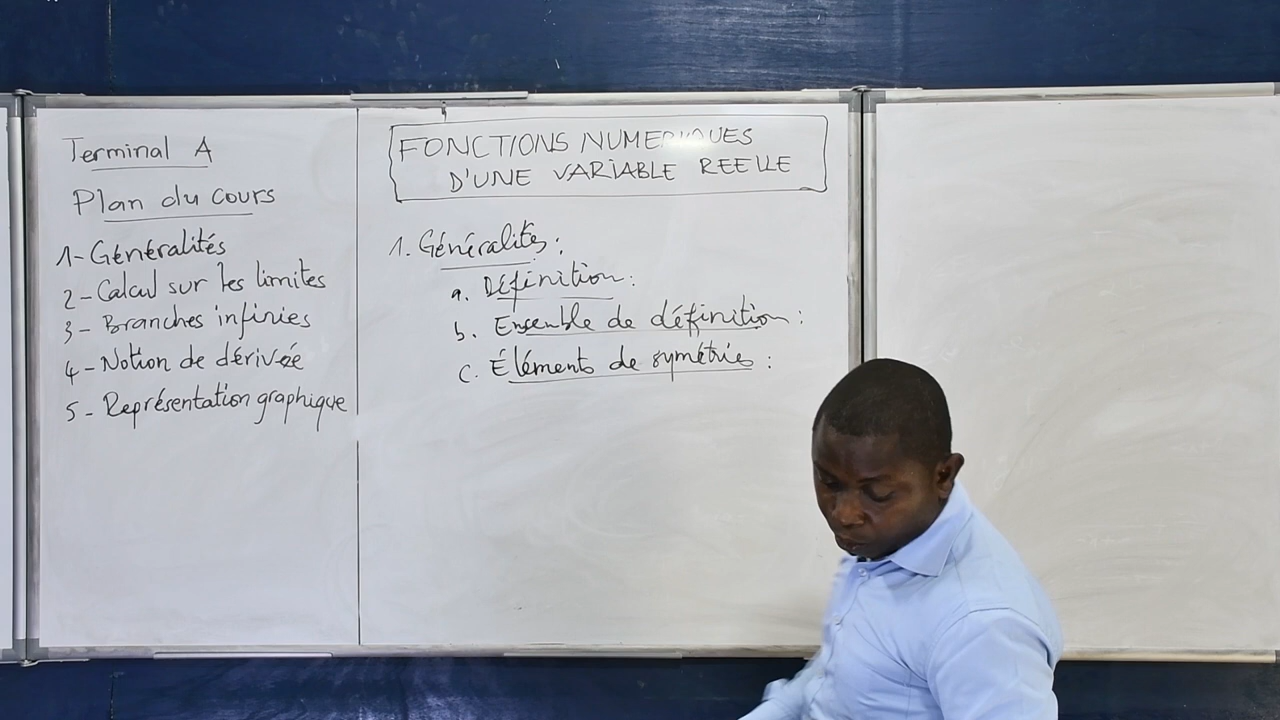 Terminal A
Plan du cours
1- Généralités
2- Calcul sur les limites
3- Branches infinies
4- Notion de dérivée
5- Représentation graphique
FONCTIONS NUMERIQUES
D'UNE VARIABLE REELLE
1. Généralités :
a. Définition :
b. Ensemble de définition :
c. Éléments de symétrie :